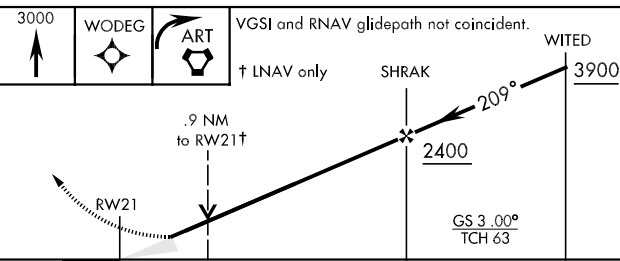 3000
WODEG
ART
VGSI and RNAV glidepath not coincident.
† LNAV only
SHRAK
WITED
3900
209°
.9 NM
to RW21†
2400
RW21
GS 3.00°
TCH 63